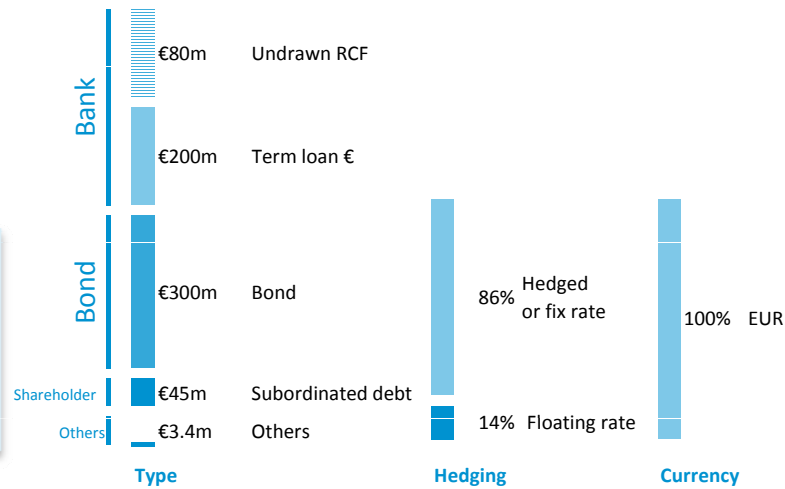 Bank
€80m Undrawn RCF
€200m Term loan €
Bond
€300m Bond
Shareholder €45m Subordinated debt
Others €3.4m Others
Type
86% Hedged
or fix rate
14% Floating rate
Hedging
100% EUR
Currency